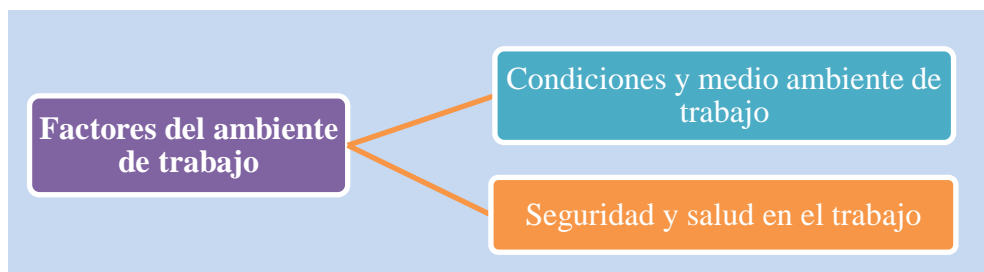 Factores del ambiente
de trabajo
Condiciones y medio ambiente de
trabajo
Seguridad y salud en el trabajo